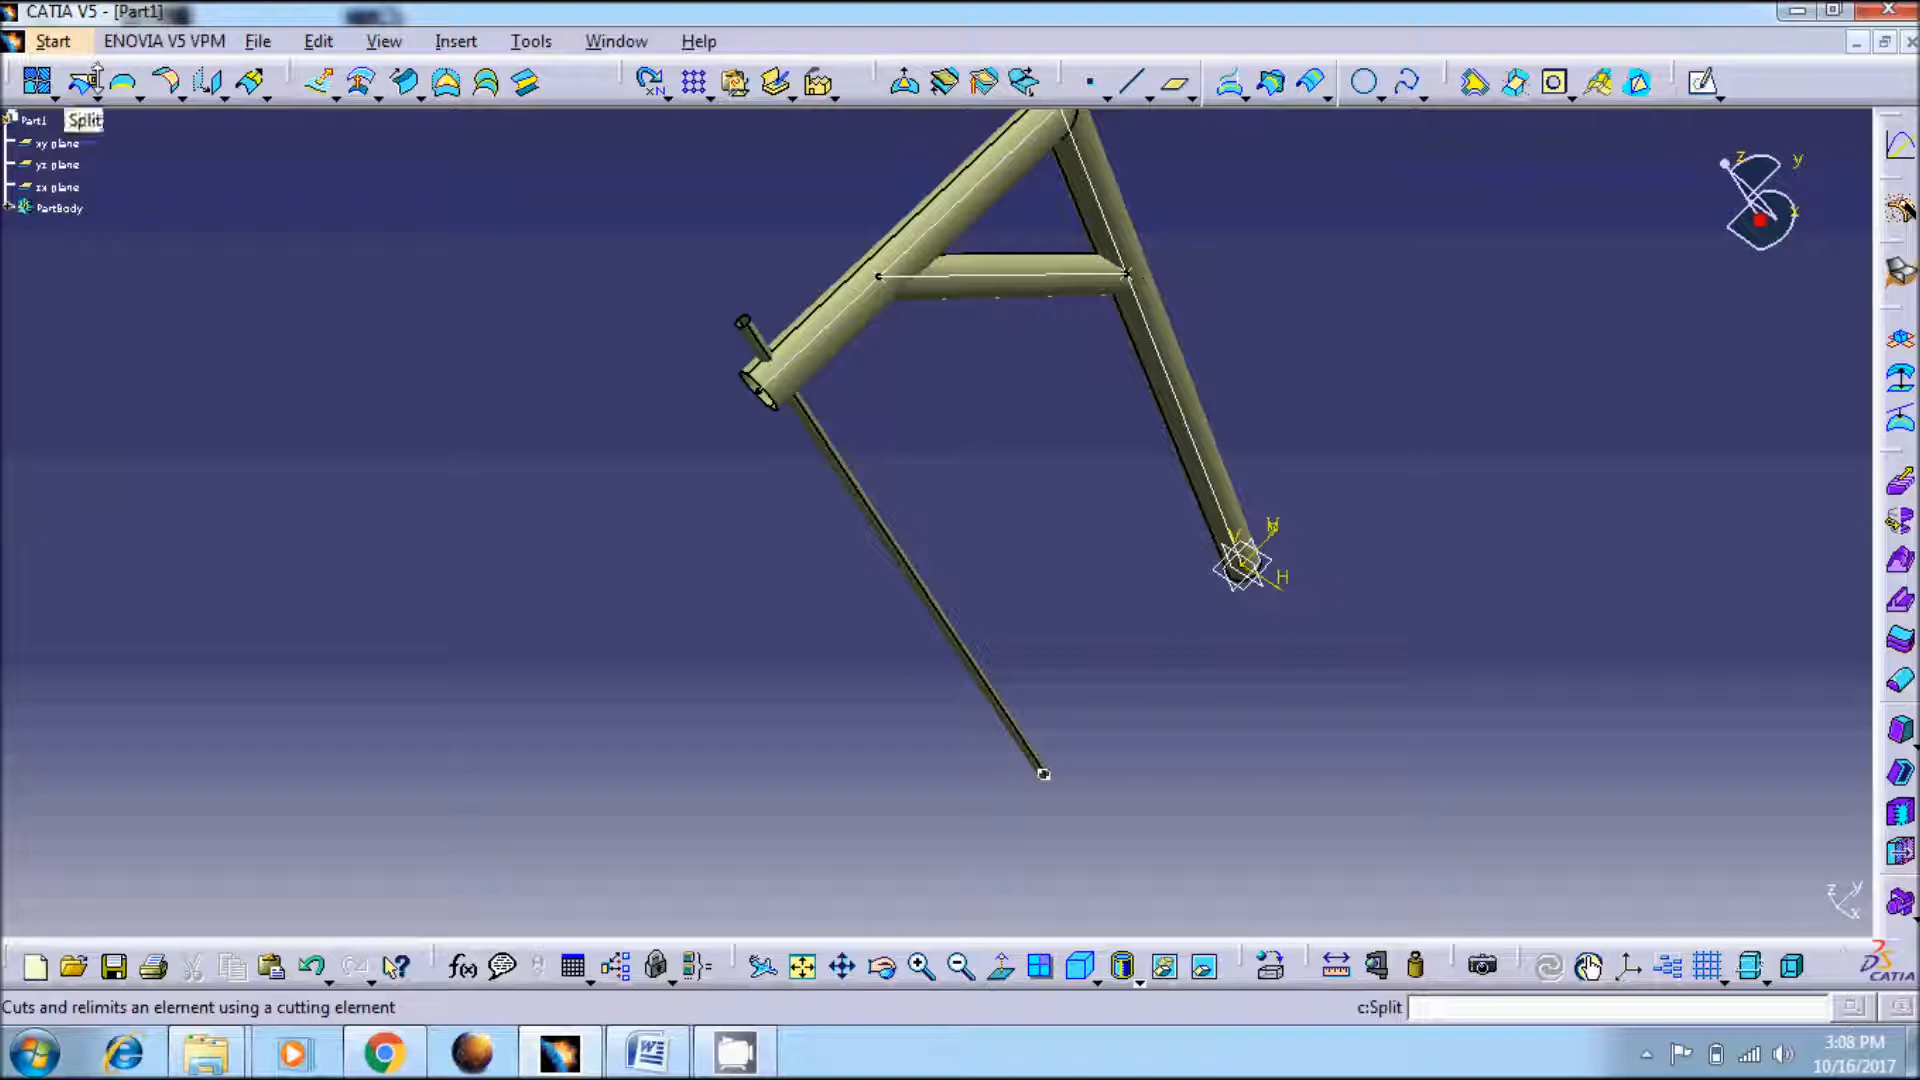 CATIA V5 - [Part1]
Start ENOVIA V5 VPM File Edit View Insert Tools Window Help
Part1 Split
xy plane
yz plane
zx plane
PartBody
z y
x
V H
H
z y
x
f(x)
CATIA
Cuts and relimits an element using a cutting element c:Split
3:08 PM
10/16/2017